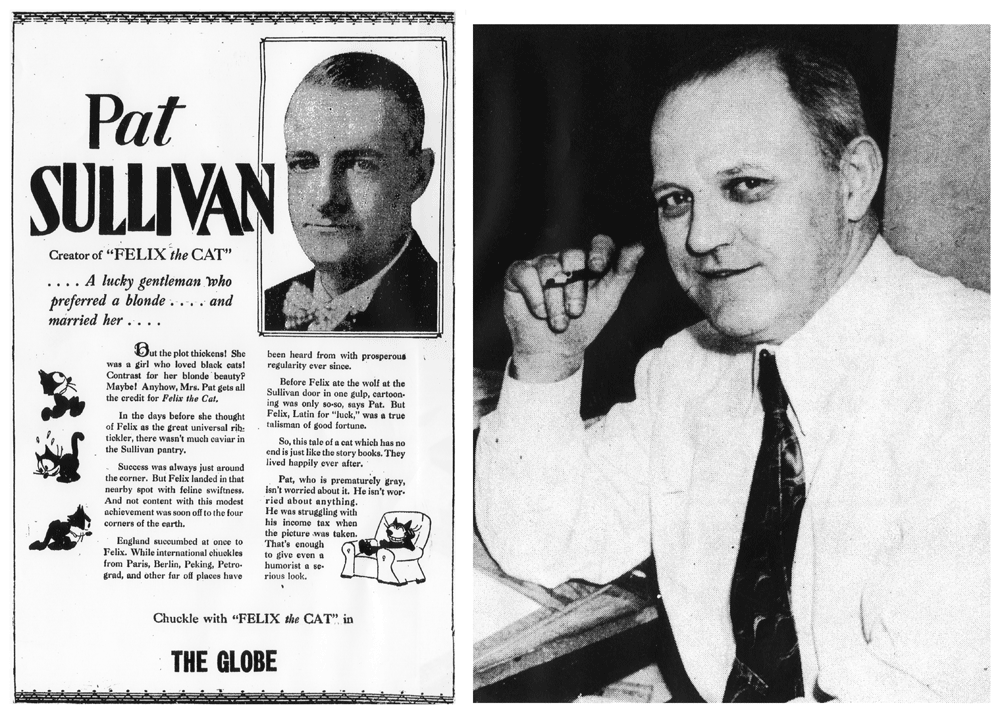 Pat
SULLIVAN
Creator of "FELIX the CAT"
. . . . A lucky gentleman who
preferred a blonde . . . . and
married her . . . .
But the plot thickens! She
was a girl who loved black cats!
Contrast for her blonde beauty?
Maybe! Anyhow, Mrs. Pat gets all
the credit for Felix the Cat.
In the days before she thought
of Felix as the great universal rib-
tickler, there wasn't much caviar in
the Sullivan pantry.
Success was always just around
the corner. But Felix landed in that
nearby spot with feline swiftness.
And not content with this modest
achievement was soon off to the four
corners of the earth.
England succumbed at once to
Felix. While international chuckles
from Paris, Berlin, Peking, Petro-
grad, and other far off places have
been heard from with prosperous
regularity ever since.
Before Felix ate the wolf at the
Sullivan door in one gulp, cartoon-
ing was only so-so, says Pat. But
Felix, Latin for "luck," was a true
talisman of good fortune.
So, this tale of a cat which has no
end is just like the story books. They
lived happily ever after.
Pat, who is prematurely gray,
isn't worried about it. He isn't wor-
ried about anything.
He was struggling with
his income tax when
the picture was taken.
That's enough
to give even a
humorist a se-
rious look.
Chuckle with "FELIX the CAT" in
THE GLOBE